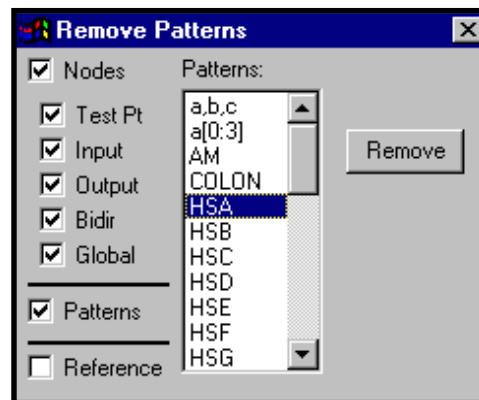 Remove Patterns
Nodes
Test Pt
Input
Output
Bidir
Global
Patterns
Reference
Patterns:
a,b,c
a[0:3]
AM
COLON
HSA
HSB
HSC
HSD
HSE
HSF
HSG
Remove